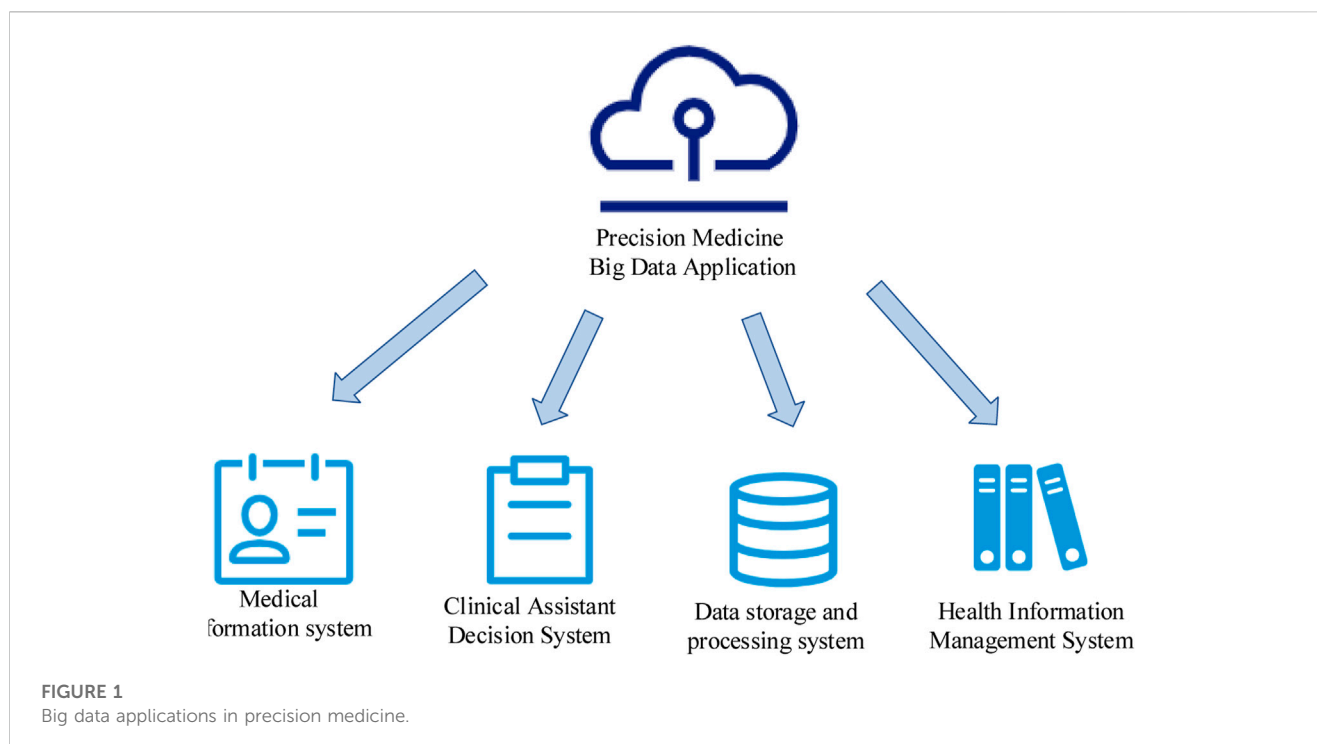 Precision Medicine
Big Data Application
Medical
formation system
Clinical Assistant
Decision System
Data storage and
processing system
Health Information
Management System
FIGURE 1
Big data applications in precision medicine.